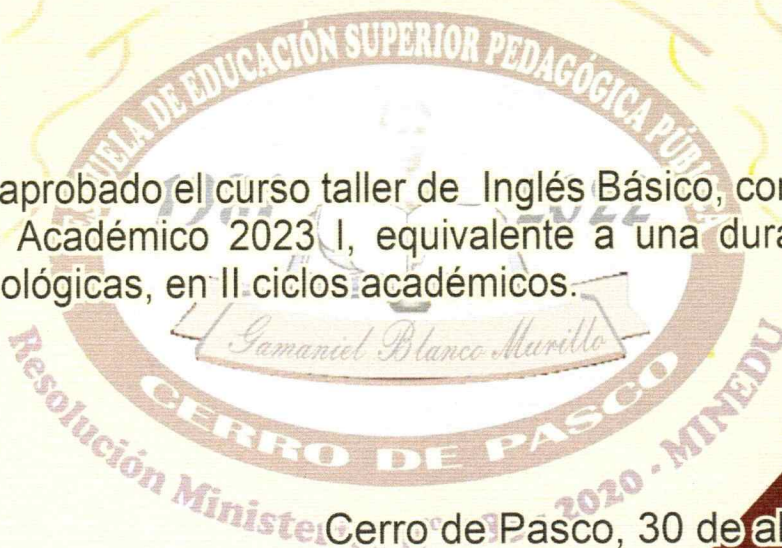 ESCUELA DE EDUCACIÓN SUPERIOR PEDAGÓGICA PÚBLICA
aprobado el curso taller de Inglés Básico, con
Académico 2023 I, equivalente a una dura
ológicas, en II ciclos académicos.
Gamaniel Blanco Murillo
CERRO DE PASCO
Resolución 2020 - MINEDU
Cerro de Pasco, 30 de a